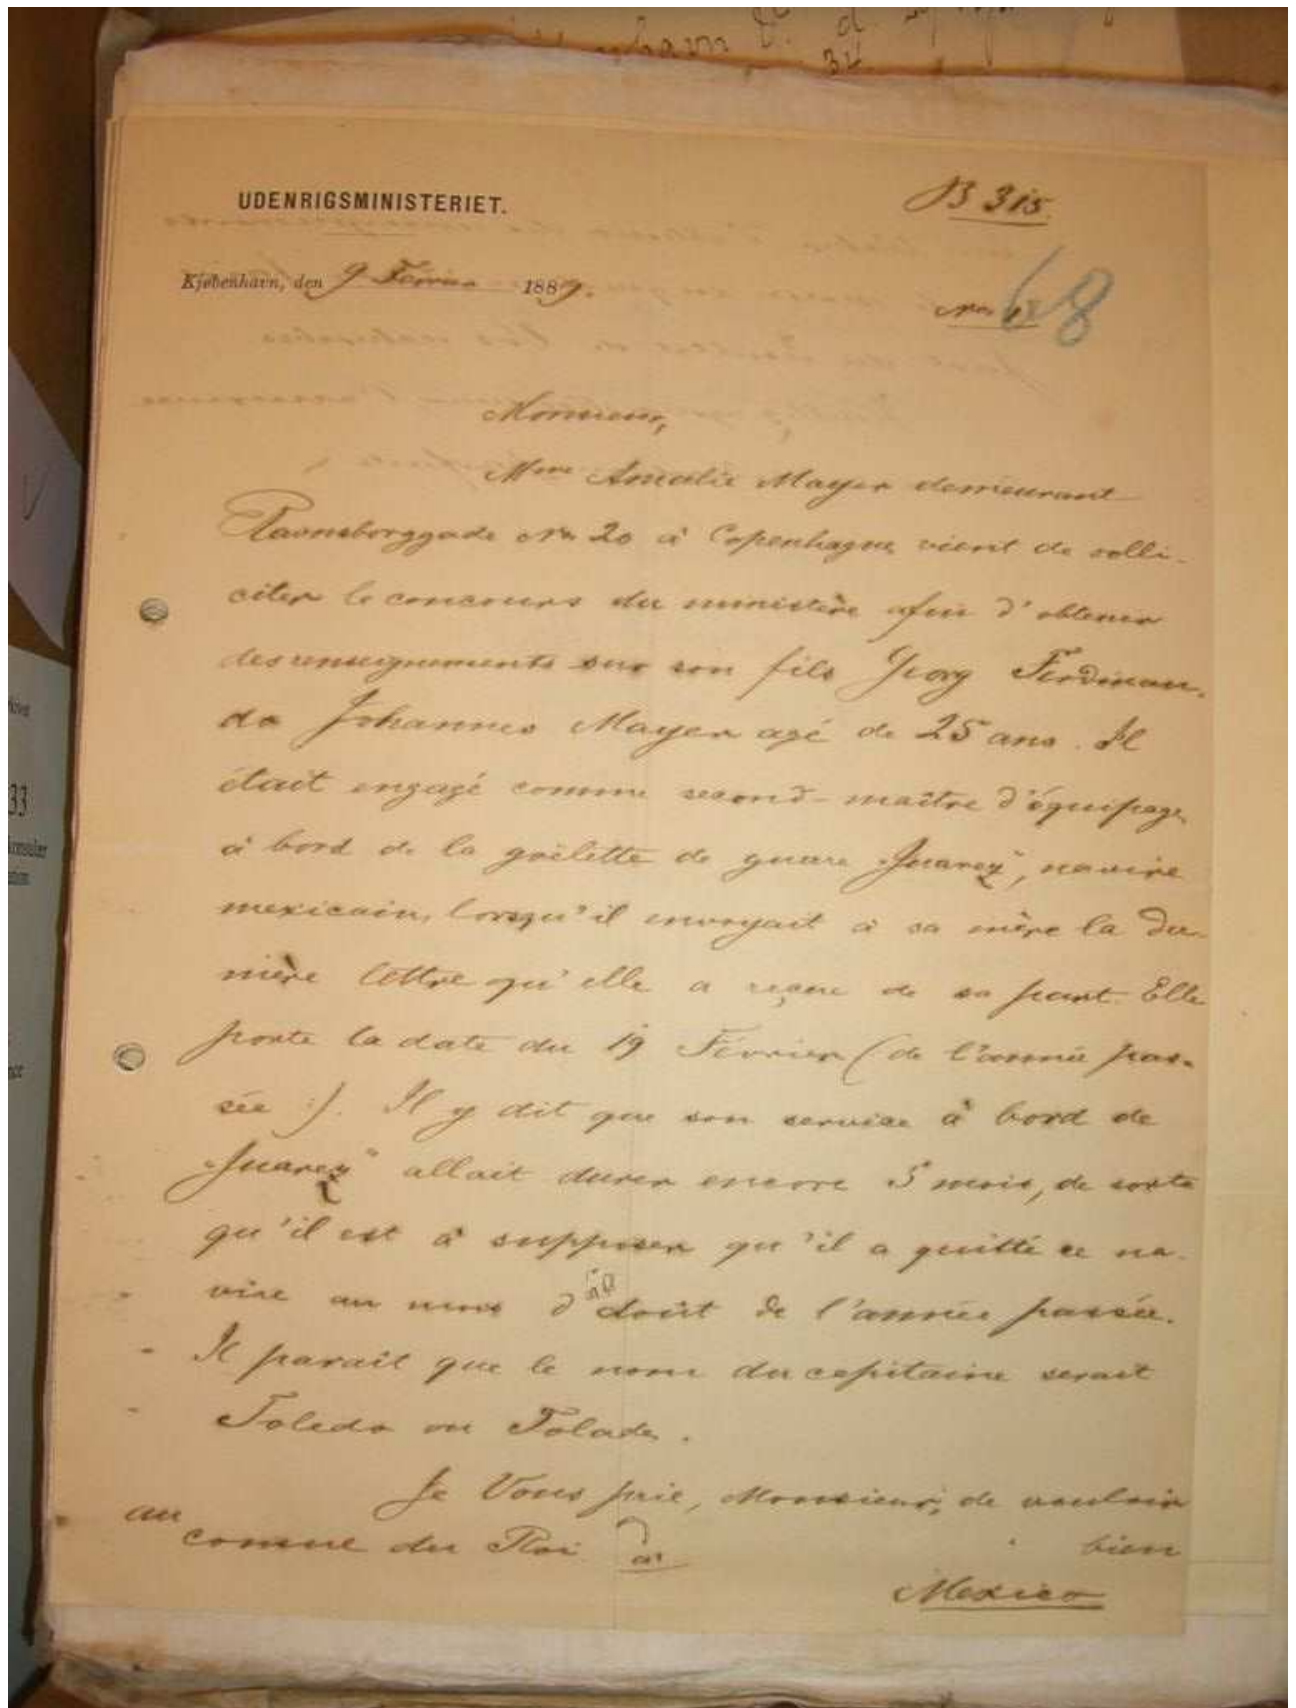 34
UDENRIGSMINISTERIET.
B 315.
Kjøbenhavn, den 9 Février 1889.
No 1
68
Monsieur,
Mme Amalie Mayer demeurant
Ravnsborggade No 20 à Copenhague vient de solli-
citer le concours du ministère afin d'obtenir
des renseignements sur son fils Georg Ferdinan-
do Johannes Mayer agé de 25 ans. Il
était engagé comme second-maître d'équipage
à bord de la goëlette de guerre „Juarez", navire
mexicain, lorsqu'il envoyait à sa mère la der-
nière lettre qu'elle a reçue de sa part. Elle
porte la date du 19 Février (de l'année pas-
sée :). Il y dit que son service à bord de
„Juarez" allait durer encore 5 mois, de sorte
qu'il est à supposer qu'il a quitté ce na-
vire au mois d'août de l'année passée.
Il parait que le nom du capitaine serait
Toledo ou Tolade.
Je Vous prie, Monsieur, de vouloir
bien
au
consul du Roi à
Mexico